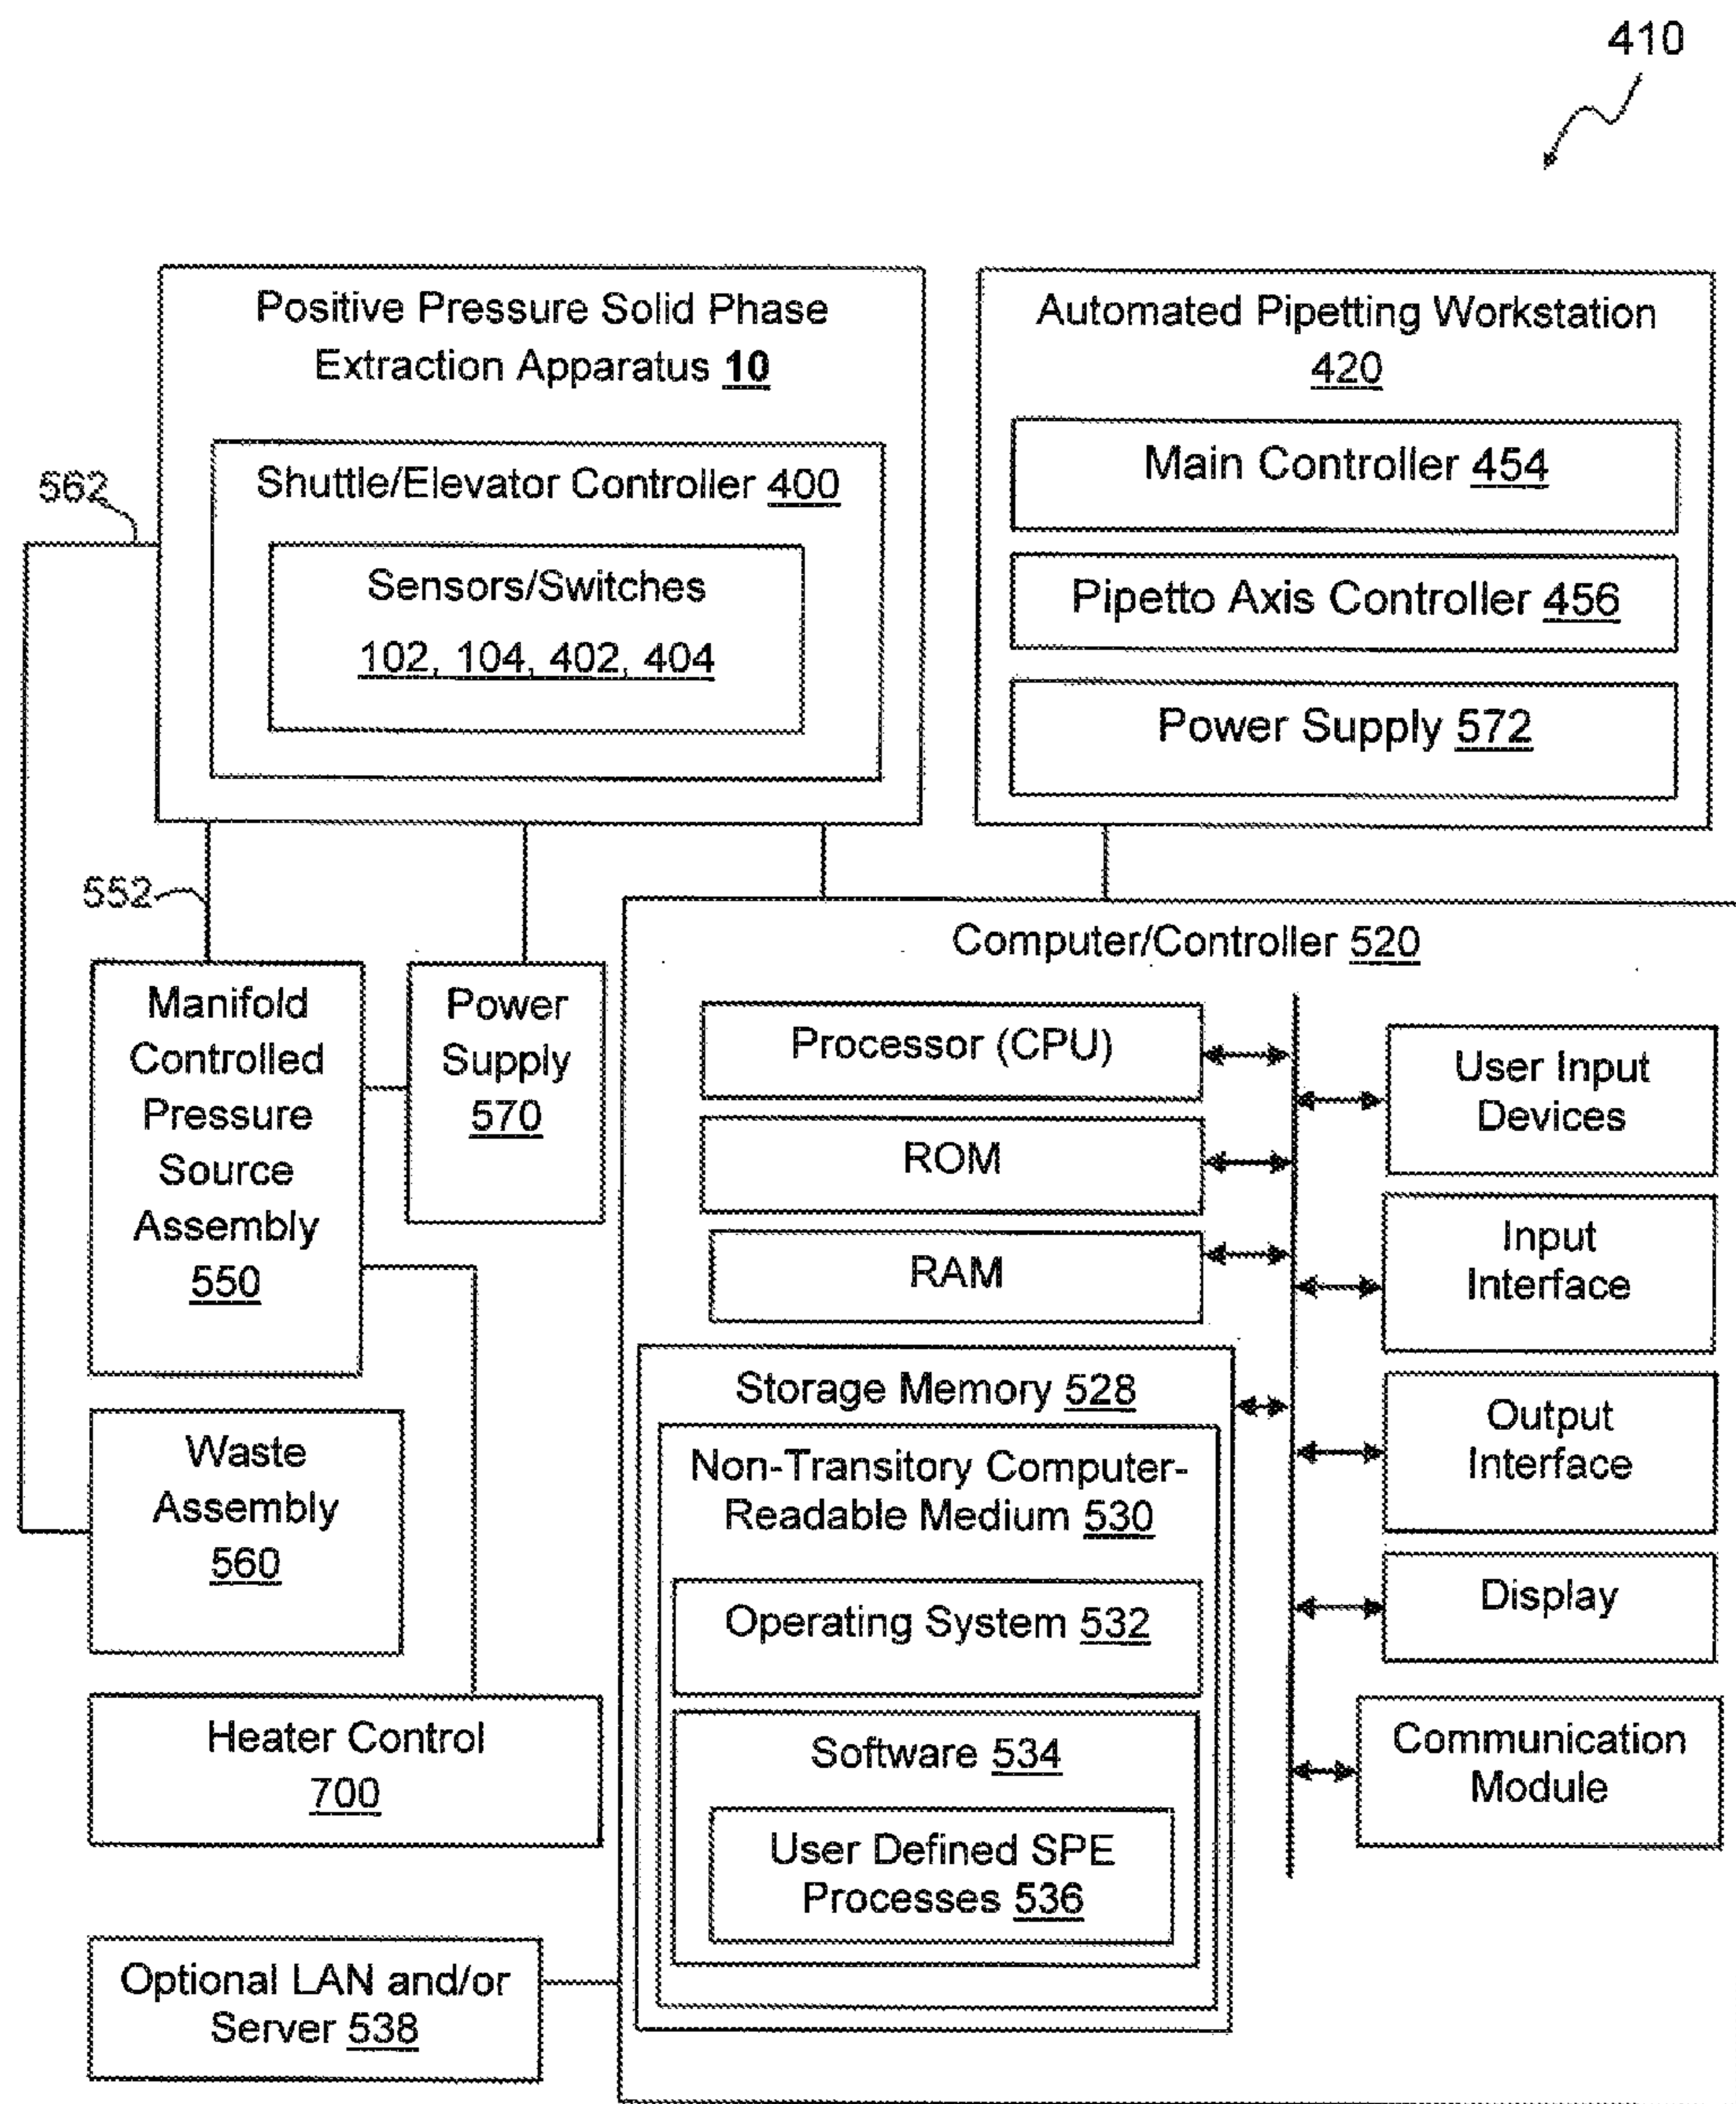 410
Positive Pressure Solid Phase
Extraction Apparatus 10
Shuttle/Elevator Controller 400
Sensors/Switches
102, 104, 402, 404
562
Automated Pipetting Workstation
420
Main Controller 454
Pipetto Axis Controller 456
Power Supply 572
552
Manifold
Controlled
Pressure
Source
Assembly
550
Power
Supply
570
Waste
Assembly
560
Heater Control
700
Optional LAN and/or
Server 538
Computer/Controller 520
Processor (CPU)
ROM
RAM
Storage Memory 528
Non-Transitory Computer-
Readable Medium 530
Operating System 532
Software 534
User Defined SPE
Processes 536
User Input
Devices
Input
Interface
Output
Interface
Display
Communication
Module